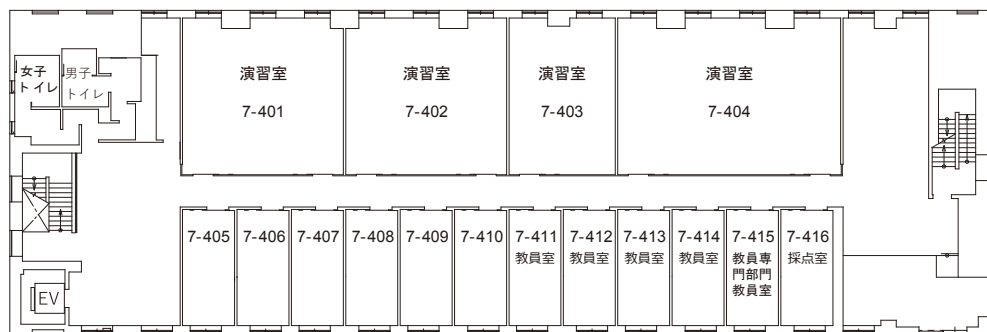 女子
トイレ
男子
トイレ
演習室
7-401
演習室
7-402
演習室
7-403
演習室
7-404
7-405
7-406
7-407
7-408
7-409
7-410
7-411
教員室
7-412
教員室
7-413
教員室
7-414
教員室
7-415
教員専
門部門
教員室
7-416
採点室
EV